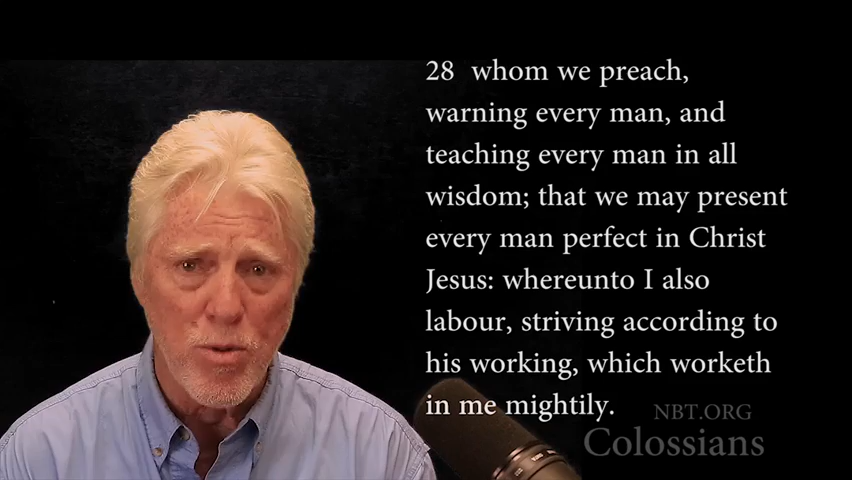 28 whom we preach,
warning every man, and
teaching every man in all
wisdom; that we may present
every man perfect in Christ
Jesus: whereunto I also
labour, striving according to
his working, which worketh
in me mightily.
NBT.ORG
Colossians